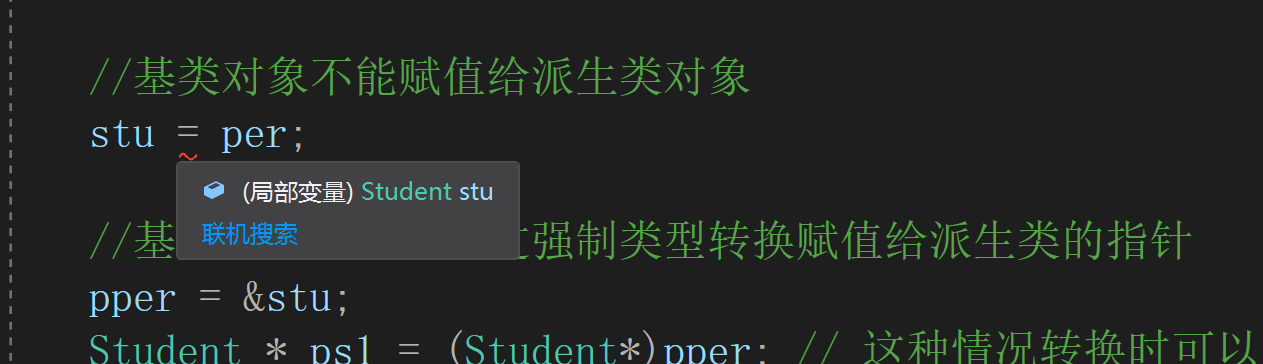 //基类对象不能赋值给派生类对象
stu = per;
(局部变量) Student stu
联机搜索
//基 强制类型转换赋值给派生类的指针
pper = &stu;
Student * ps1 = (Student*)pper; // 这种情况转换时可以